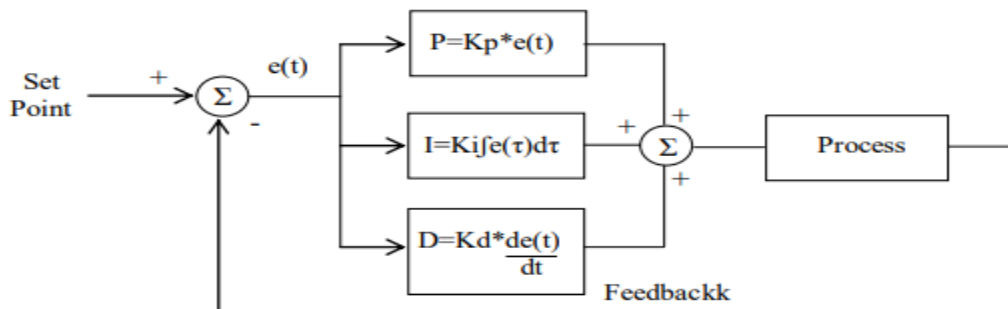 P=Kp*e(t)
e(t)
+
Set
Point
Σ
-
I=Ki∫e(τ)dτ
+
+
Σ
+
Process
D=Kd*de(t)
dt
Feedbackk